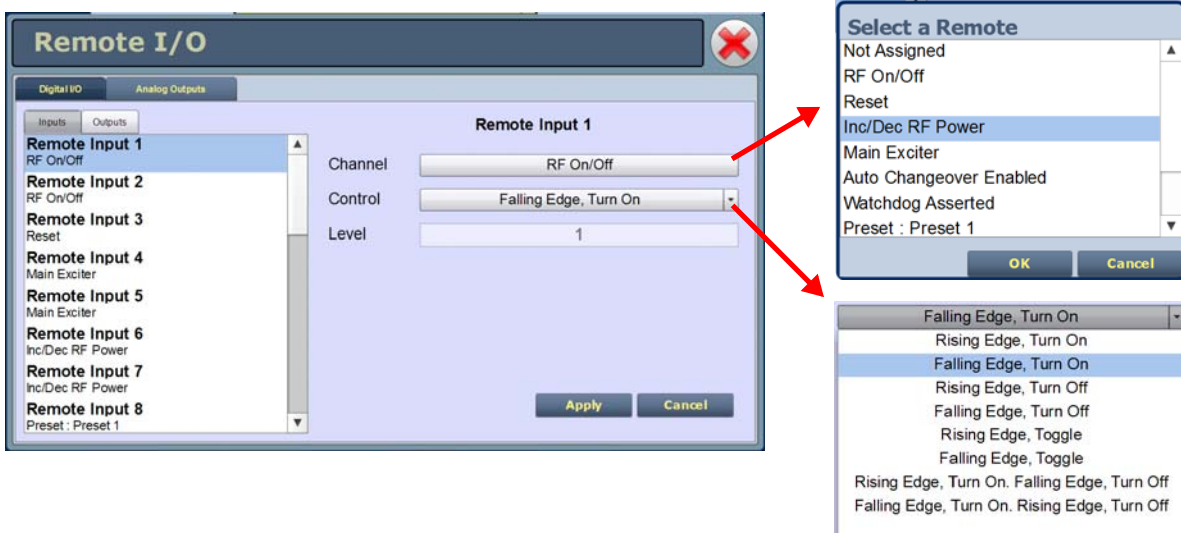 Remote I/O
Digital I/O
Analog Outputs
Inputs
Outputs
Remote Input 1
RF On/Off
Remote Input 2
RF On/Off
Remote Input 3
Reset
Remote Input 4
Main Exciter
Remote Input 5
Main Exciter
Remote Input 6
Inc/Dec RF Power
Remote Input 7
Inc/Dec RF Power
Remote Input 8
Preset : Preset 1
Remote Input 1
Channel
RF On/Off
Control
Falling Edge, Turn On
Level
1
Apply
Cancel
Select a Remote
Not Assigned
RF On/Off
Reset
Inc/Dec RF Power
Main Exciter
Auto Changeover Enabled
Watchdog Asserted
Preset : Preset 1
OK
Cancel
Falling Edge, Turn On
Rising Edge, Turn On
Falling Edge, Turn On
Rising Edge, Turn Off
Falling Edge, Turn Off
Rising Edge, Toggle
Falling Edge, Toggle
Rising Edge, Turn On. Falling Edge, Turn Off
Falling Edge, Turn On. Rising Edge, Turn Off